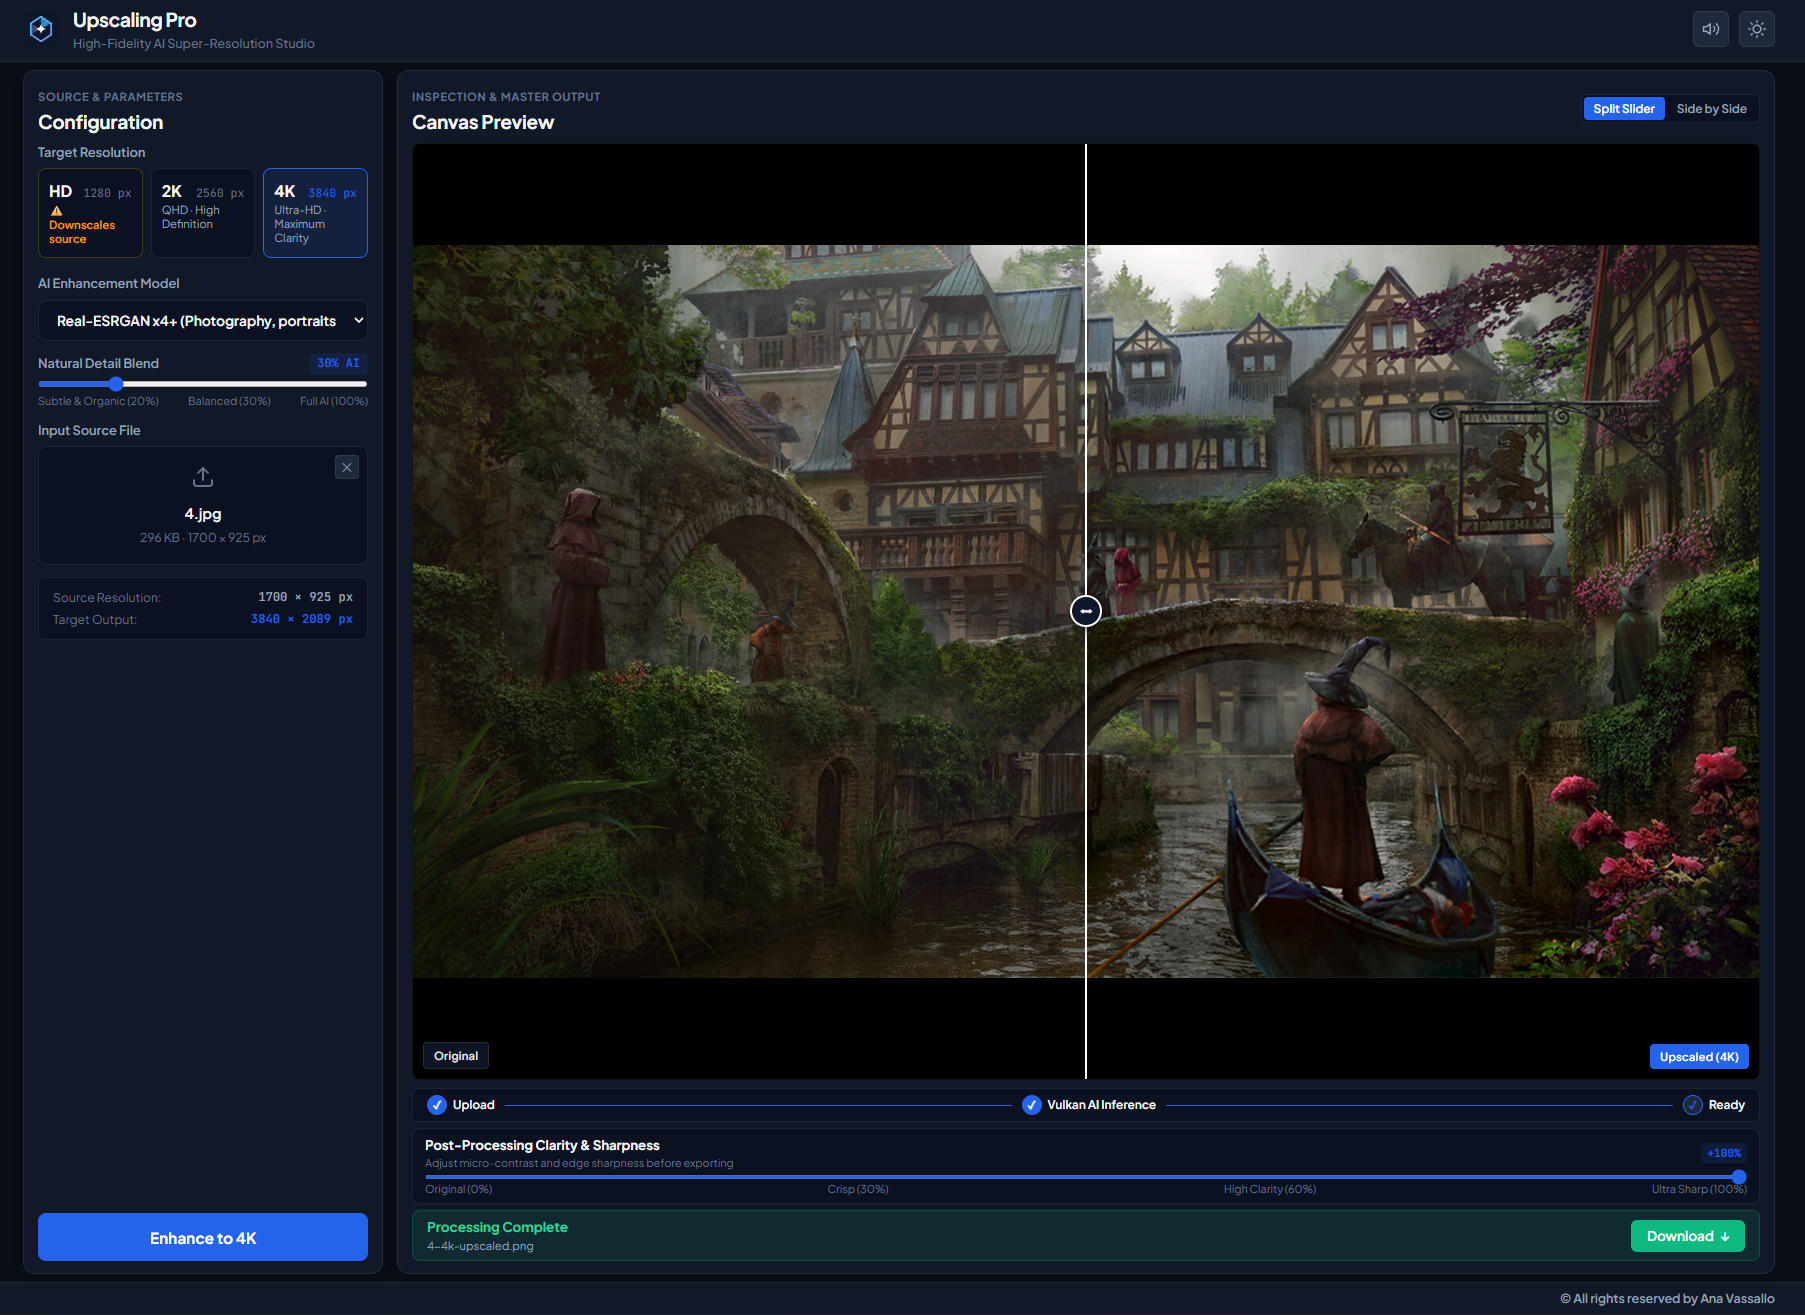 Upscaling Pro
High-Fidelity AI Super-Resolution Studio
SOURCE & PARAMETERS
Configuration
Target Resolution
HD 1280 px
Downscales
source
2K 2560 px
QHD · High
Definition
4K 3840 px
Ultra-HD ·
Maximum
Clarity
AI Enhancement Model
Real-ESRGAN x4+ (Photography, portraits
Natural Detail Blend 30% AI
Subtle & Organic (20%) Balanced (30%) Full AI (100%)
Input Source File
4.jpg
296 KB · 1700 × 925 px
Source Resolution: 1700 × 925 px
Target Output: 3840 × 2089 px
Enhance to 4K
INSPECTION & MASTER OUTPUT
Canvas Preview
Split Slider Side by Side
Original
Upscaled (4K)
Upload Vulkan AI Inference Ready
Post-Processing Clarity & Sharpness
Adjust micro-contrast and edge sharpness before exporting
+100%
Original (0%) Crisp (30%) High Clarity (60%) Ultra Sharp (100%)
Processing Complete
4-4k-upscaled.png
Download ↓
© All rights reserved by Ana Vassallo